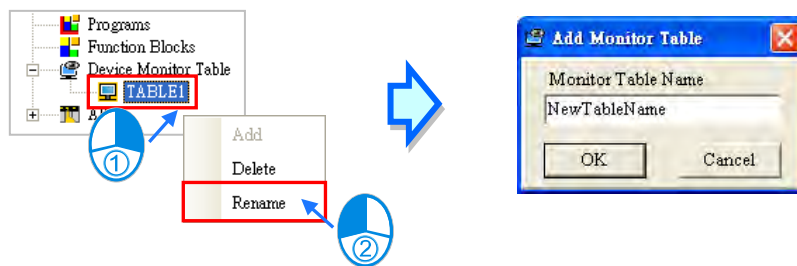 Programs
Function Blocks
Device Monitor Table
TABLE1
①
Add
Delete
Rename
②
Add Monitor Table
Monitor Table Name
NewTableName
OK Cancel